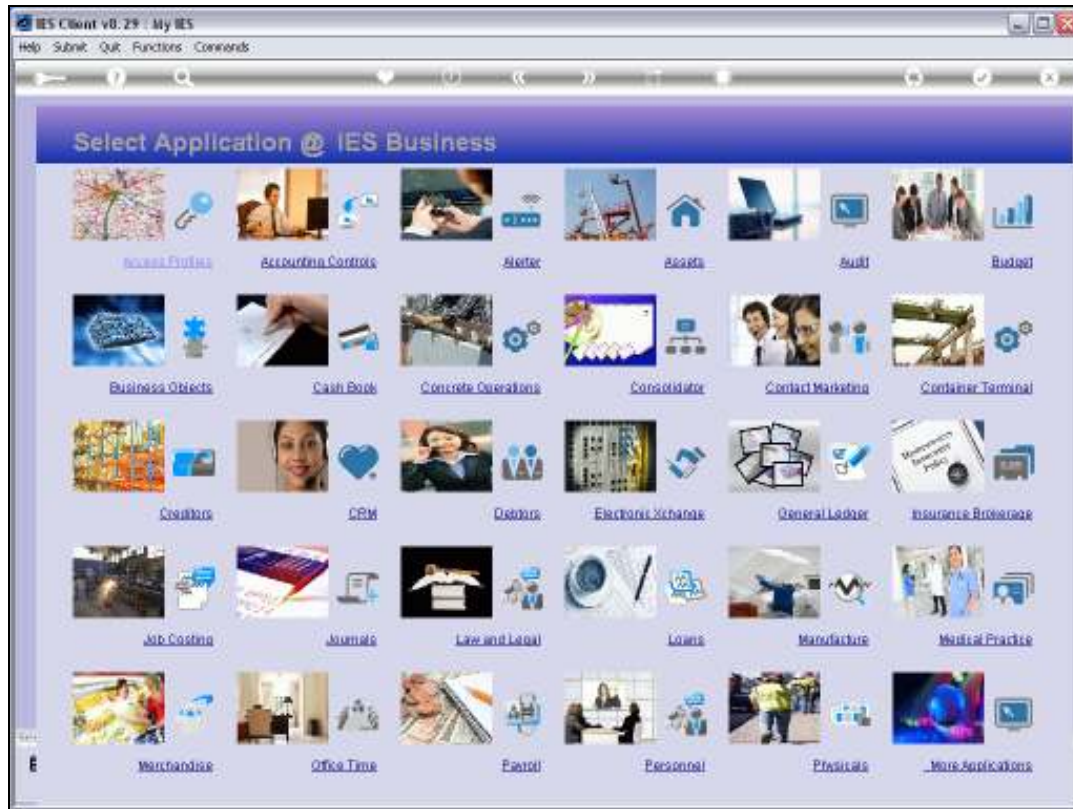 IES Client v8.29 : My IES
Help Submit Quit Functions Commands
Select Application @ IES Business
Access Profiles Accounting Controls Alerter Assets Audit Budget
Business Objects Cash Book Concrete Operations Consolidator Contact Marketing Container Terminal
Homeowners
Insurance
Policy
Creditors CRM Debtors Electronic Xchange General Ledger Insurance Brokerage
Job Costing Journals Law and Legal Loans Manufacture Medical Practice
Merchandise Office Time Payroll Personnel Physicals ...More Applications